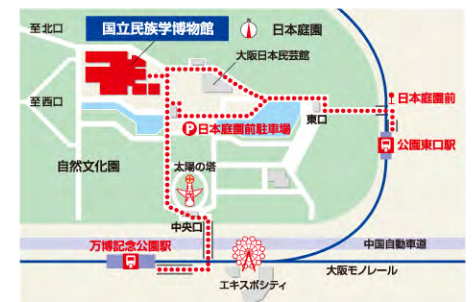 至北口
国立民族学博物館
日本庭園
大阪日本民芸館
至西口
日本庭園前
東口
P日本庭園前駐車場
公園東口駅
自然文化園
太陽の塔
中央口
万博記念公園駅
中国自動車道
大阪モノレール
エキスポシティ